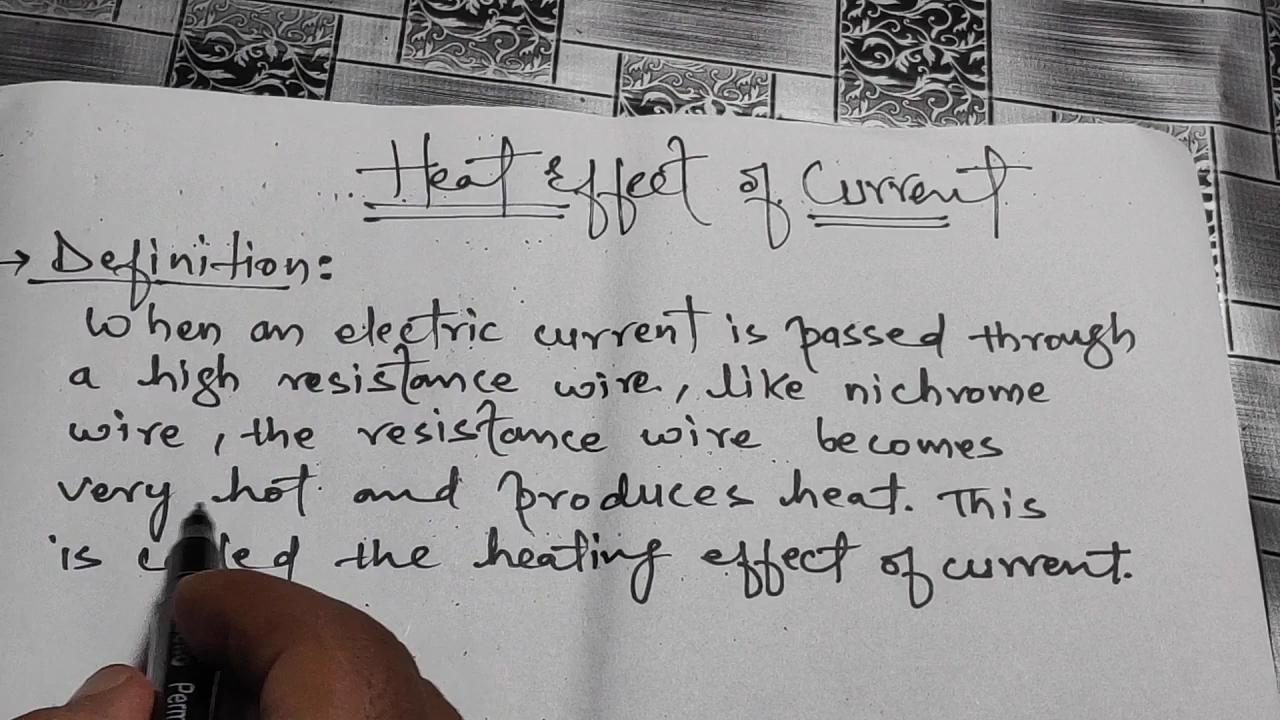 Heat Effect of Current
→ Definition:
When an electric current is passed through
a high resistance wire, like nichrome
wire, the resistance wire becomes
very hot and produces heat. This
is the heating effect of current.
Perm